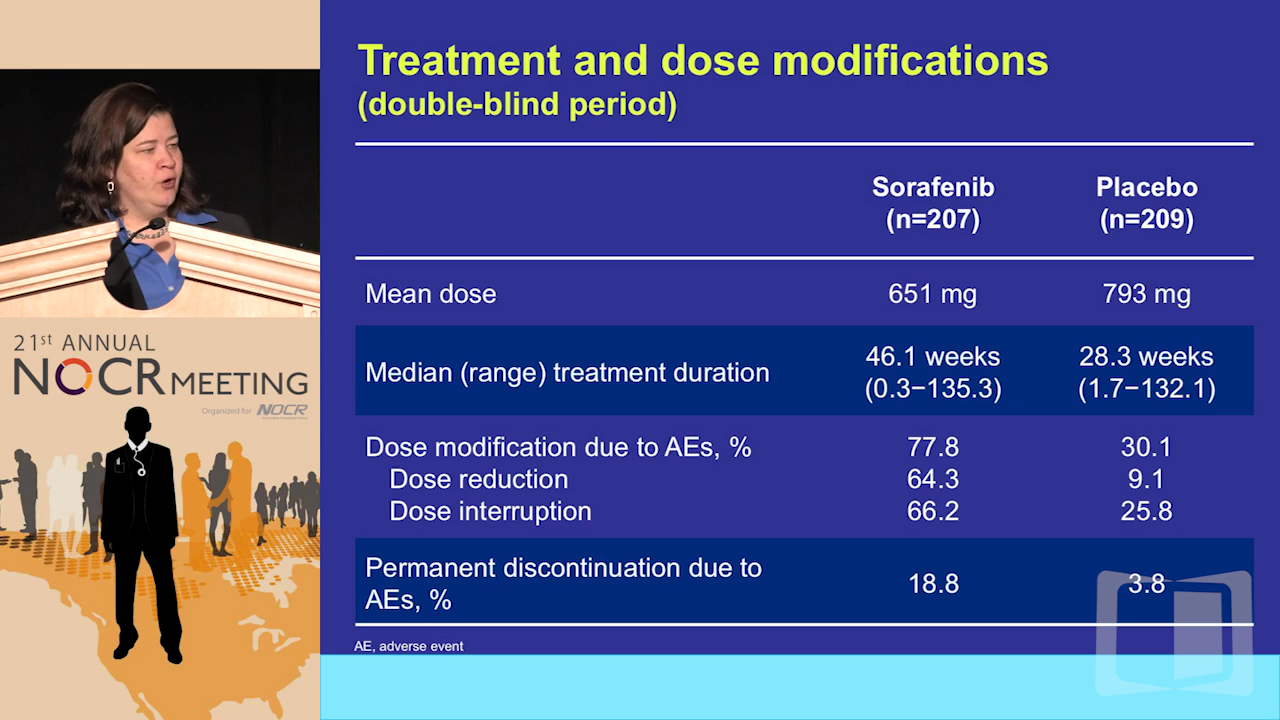 Treatment and dose modifications
(double-blind period)
Sorafenib Placebo
(n=207) (n=209)
Mean dose 651 mg 793 mg
Median (range) treatment duration 46.1 weeks 28.3 weeks
(0.3−135.3) (1.7−132.1)
Dose modification due to AEs, % 77.8 30.1
Dose reduction 64.3 9.1
Dose interruption 66.2 25.8
Permanent discontinuation due to
AEs, % 18.8 3.8
AE, adverse event
21st ANNUAL
NOCR MEETING
Organized for NOCR